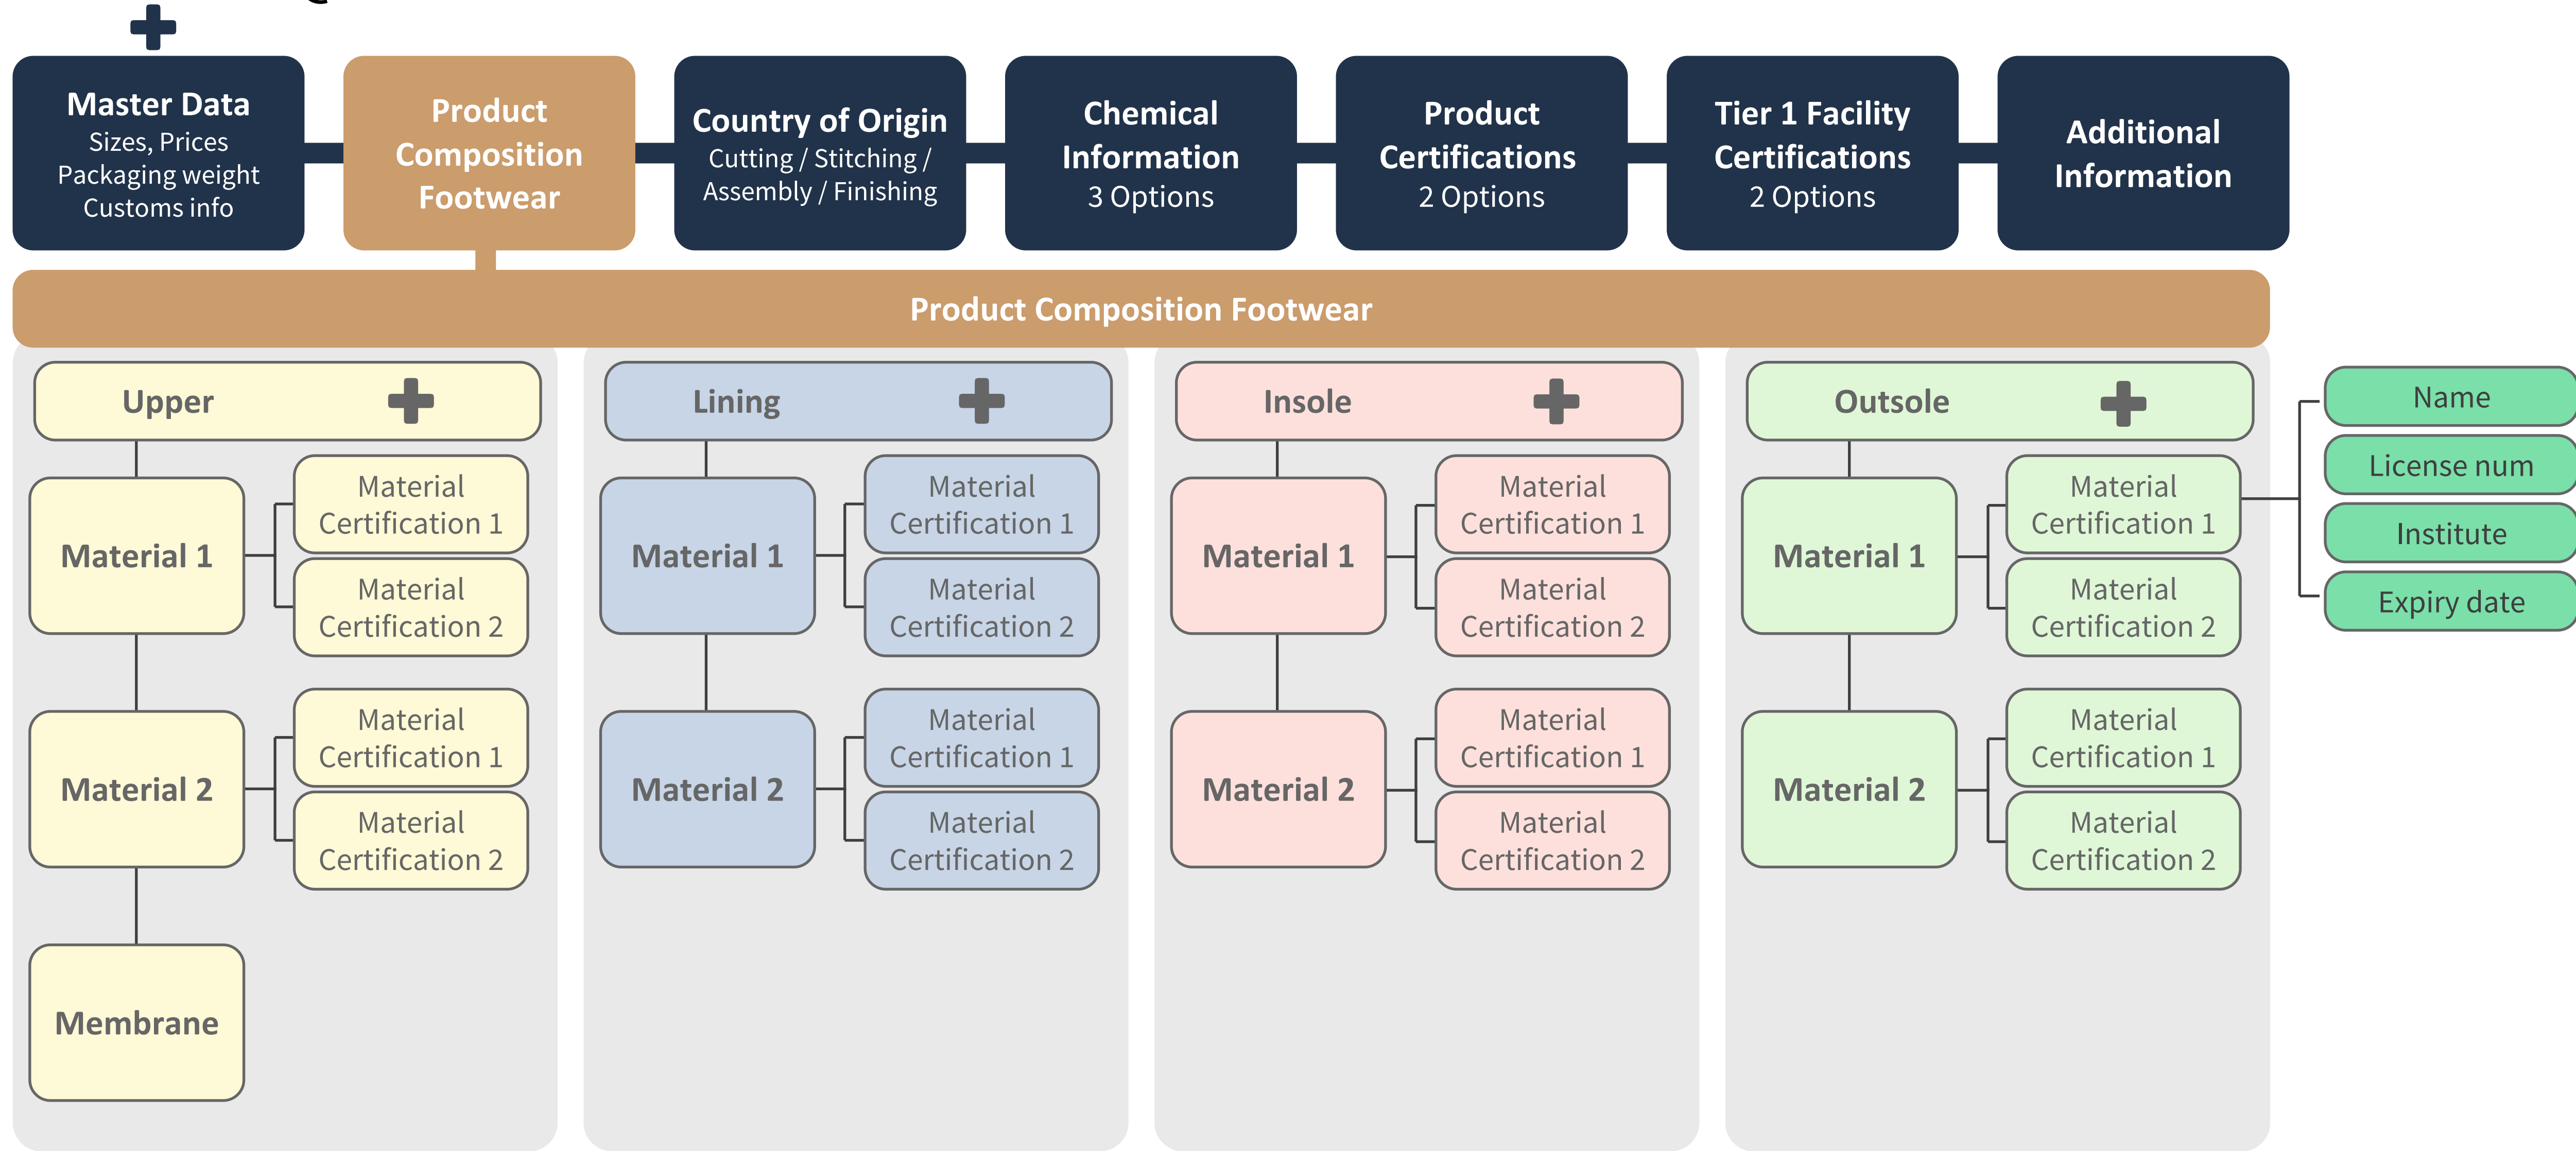 Master Data
Sizes, Prices
Packaging weight
Customs info
Product
Composition
Footwear
Country of Origin
Cutting / Stitching /
Assembly / Finishing
Chemical
Information
3 Options
Product
Certifications
2 Options
Tier 1 Facility
Certifications
2 Options
Additional
Information
Product Composition Footwear
Upper
Material 1
Material
Certification 1
Material
Certification 2
Material 2
Material
Certification 1
Material
Certification 2
Membrane
Lining
Material 1
Material
Certification 1
Material
Certification 2
Material 2
Material
Certification 1
Material
Certification 2
Insole
Material 1
Material
Certification 1
Material
Certification 2
Material 2
Material
Certification 1
Material
Certification 2
Outsole
Material 1
Material
Certification 1
Material
Certification 2
Material 2
Material
Certification 1
Material
Certification 2
Name
License num
Institute
Expiry date